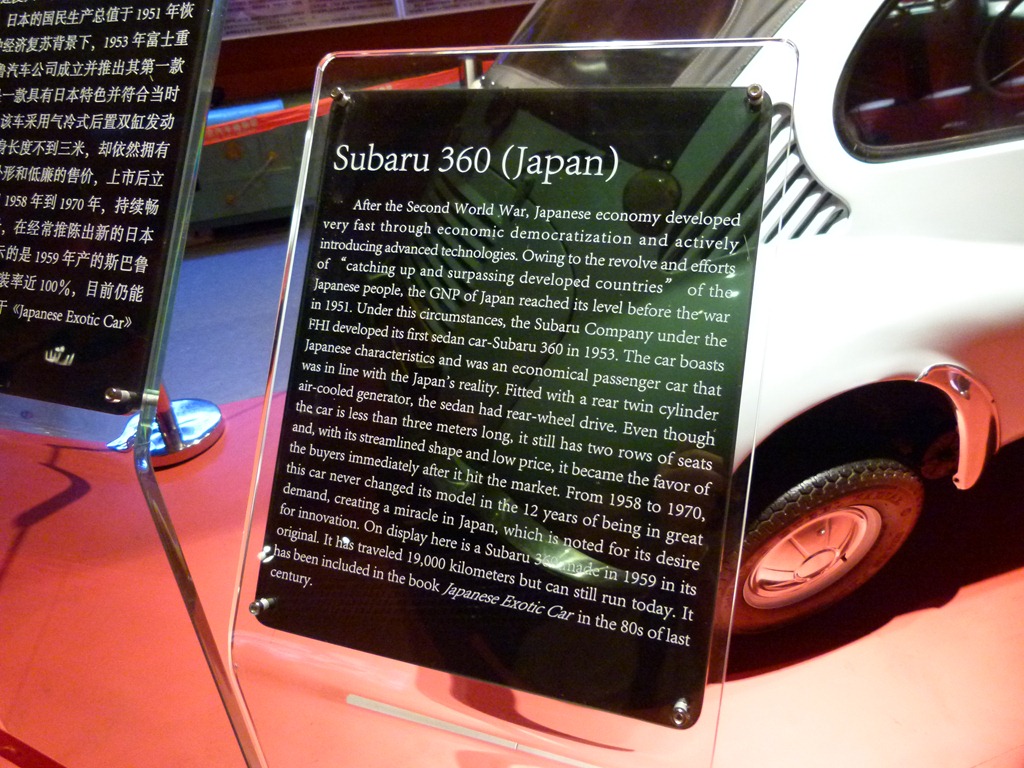 日本的国民生产总值于1951年恢
经济复苏背景下，1953年富士重
鲁汽车公司成立并推出其第一款
一款具有日本特色并符合当时
该车采用气冷式后置双缸发动
身长度不到三米，却依然拥有
形和低廉的售价，上市后立
1958年到1970年，持续畅
，在经常推陈出新的日本
示的是1959年产的斯巴鲁
装率近100%，目前仍能
于《Japanese Exotic Car》
Subaru 360 (Japan)
After the Second World War, Japanese economy developed
very fast through economic democratization and actively
introducing advanced technologies. Owing to the revolve and efforts
of “catching up and surpassing developed countries” of the
Japanese people, the GNP of Japan reached its level before the war
in 1951. Under this circumstances, the Subaru Company under the
FHI developed its first sedan car-Subaru 360 in 1953. The car boasts
Japanese characteristics and was an economical passenger car that
was in line with the Japan's reality. Fitted with a rear twin cylinder
air-cooled generator, the sedan had rear-wheel drive. Even though
the car is less than three meters long, it still has two rows of seats
and, with its streamlined shape and low price, it became the favor of
the buyers immediately after it hit the market. From 1958 to 1970,
this car never changed its model in the 12 years of being in great
demand, creating a miracle in Japan, which is noted for its desire
for innovation. On display here is a Subaru 360 made in 1959 in its
original. It has traveled 19,000 kilometers but can still run today. It
has been included in the book Japanese Exotic Car in the 80s of last
century.